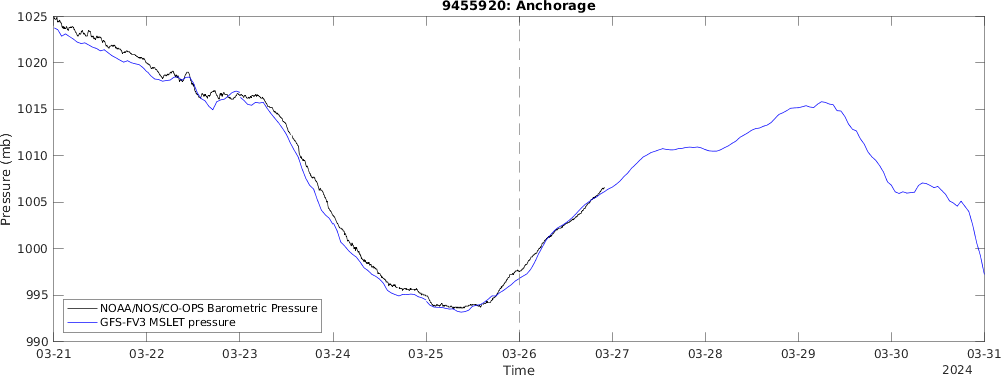 9455920: Anchorage
Pressure (mb)
1025
1020
1015
1010
1005
1000
995
990
NOAA/NOS/CO-OPS Barometric Pressure
GFS-FV3 MSLET pressure
03-21 03-22 03-23 03-24 03-25 03-26 03-27 03-28 03-29 03-30 03-31
Time
2024